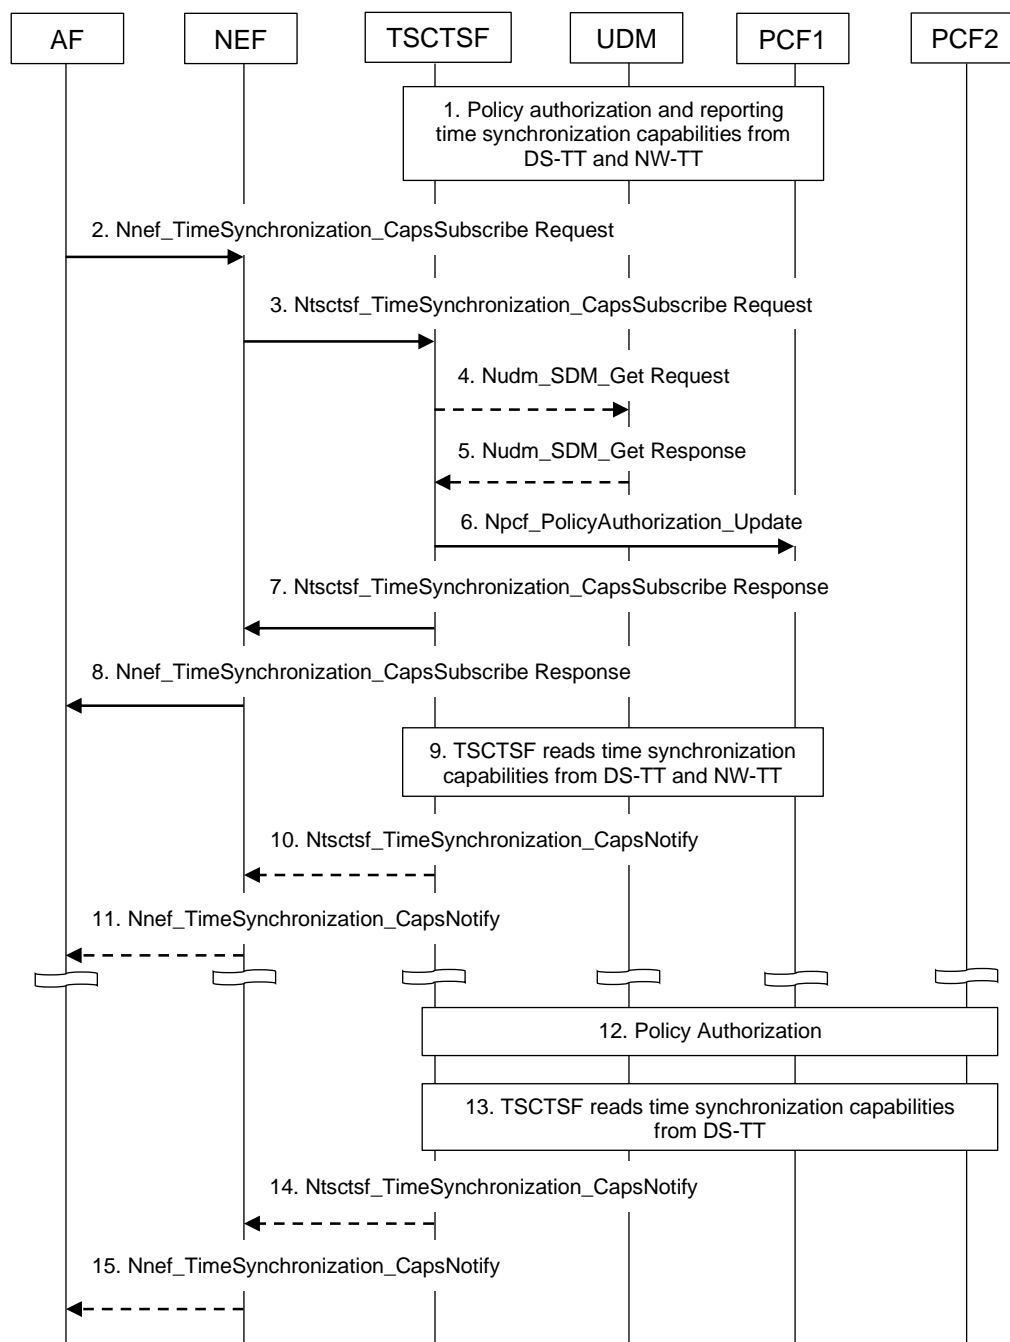 AF
NEF
TSCTSF
UDM
PCF1
PCF2
1. Policy authorization and reporting
time synchronization capabilities from
DS-TT and NW-TT
2. Nnef_TimeSynchronization_CapsSubscribe Request
3. Ntsctsf_TimeSynchronization_CapsSubscribe Request
4. Nudm_SDM_Get Request
5. Nudm_SDM_Get Response
6. Npcf_PolicyAuthorization_Update
7. Ntsctsf_TimeSynchronization_CapsSubscribe Response
8. Nnef_TimeSynchronization_CapsSubscribe Response
9. TSCTSF reads time synchronization
capabilities from DS-TT and NW-TT
10. Ntsctsf_TimeSynchronization_CapsNotify
11. Nnef_TimeSynchronization_CapsNotify
12. Policy Authorization
13. TSCTSF reads time synchronization capabilities
from DS-TT
14. Ntsctsf_TimeSynchronization_CapsNotify
15. Nnef_TimeSynchronization_CapsNotify